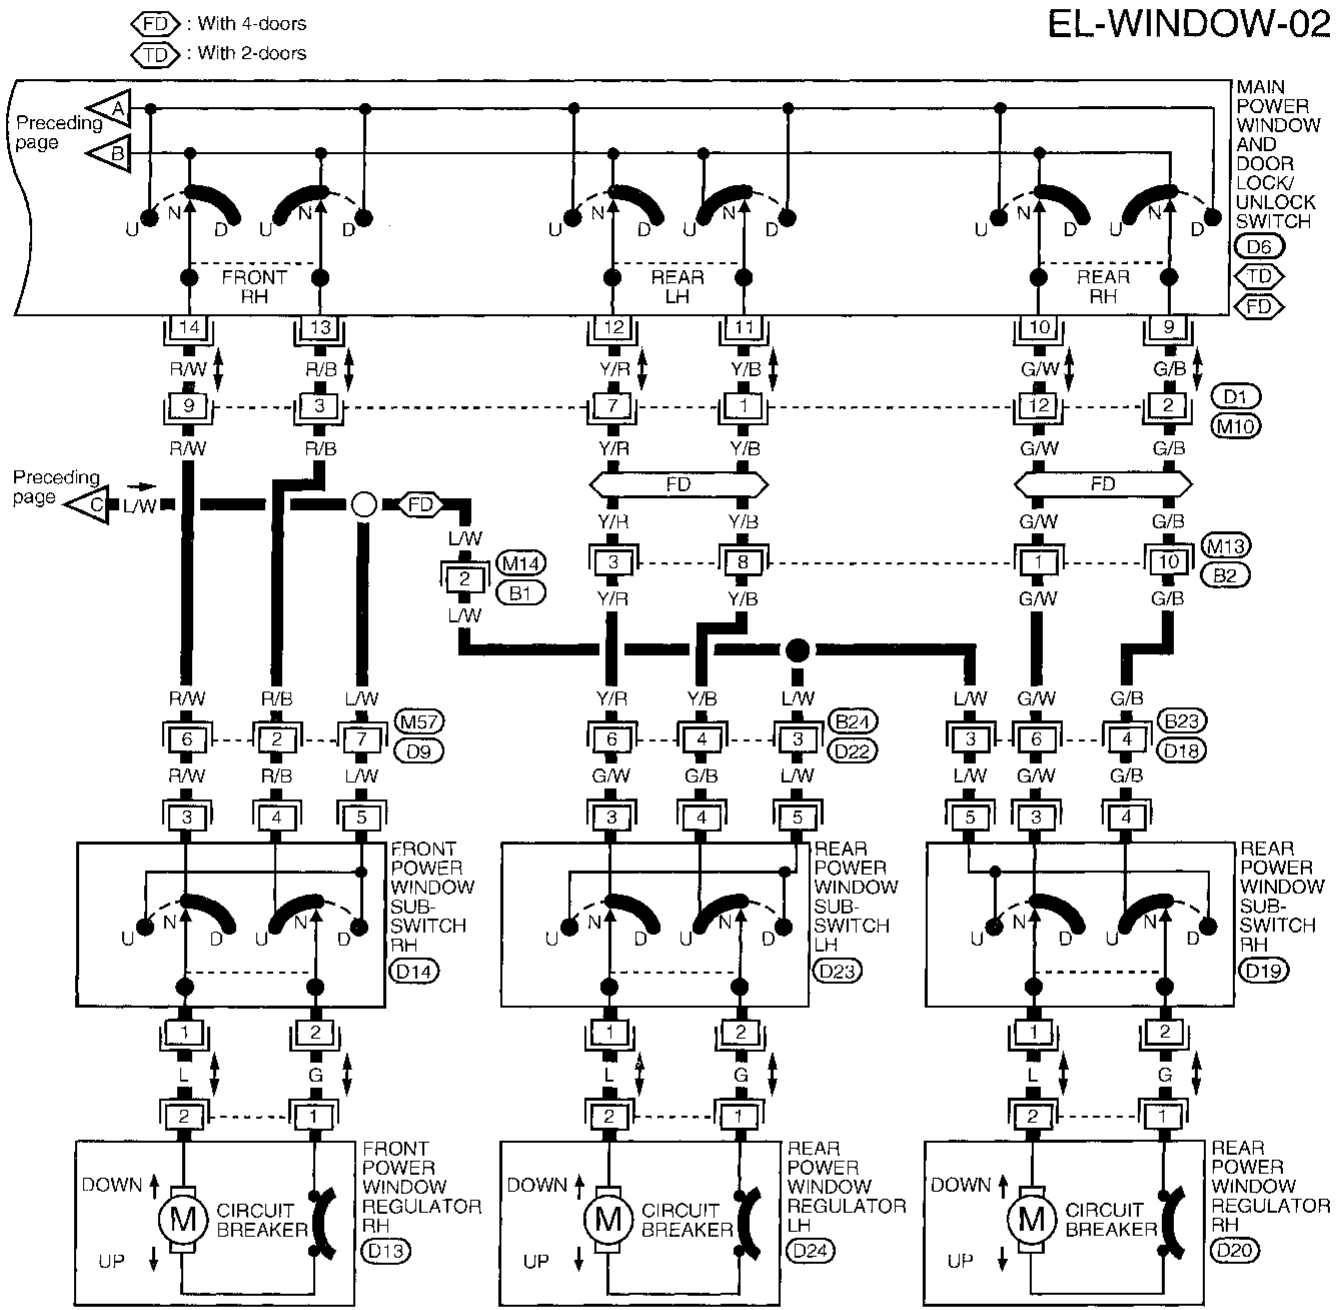 EL-WINDOW-02
FD : With 4-doors
TD : With 2-doors
MAIN
POWER
WINDOW
AND
DOOR
LOCK/
UNLOCK
SWITCH
D6
TD
FD
Preceding
page
A
B
U N D U N D U N D U N D U N D U N D
FRONT
RH
REAR
LH
REAR
RH
14 13 12 11 10 9
R/W R/B Y/R Y/B G/W G/B
9 3 7 1 12 2
D1
M10
R/W R/B Y/R Y/B G/W G/B
Preceding
page
C L/W
FD
FD
FD
L/W
Y/R Y/B G/W G/B
2
M14
B1
3 8 1 10
M13
B2
L/W
Y/R Y/B G/W G/B
R/W R/B L/W Y/R Y/B L/W L/W G/W G/B
6 2 7
M57
D9
6 4 3
B24
D22
3 6 4
B23
D18
R/W R/B L/W G/W G/B L/W L/W G/W G/B
3 4 5 3 4 5 5 3 4
FRONT
POWER
WINDOW
SUB-
SWITCH
RH
D14
U N D U N D
REAR
POWER
WINDOW
SUB-
SWITCH
LH
D23
U N D U N D
REAR
POWER
WINDOW
SUB-
SWITCH
RH
D19
U N D U N D
1 2 1 2 1 2
L G L G L G
2 1 2 1 2 1
FRONT
POWER
WINDOW
REGULATOR
RH
D13
DOWN
M
UP
CIRCUIT
BREAKER
REAR
POWER
WINDOW
REGULATOR
LH
D24
DOWN
M
UP
CIRCUIT
BREAKER
REAR
POWER
WINDOW
REGULATOR
RH
D20
DOWN
M
UP
CIRCUIT
BREAKER